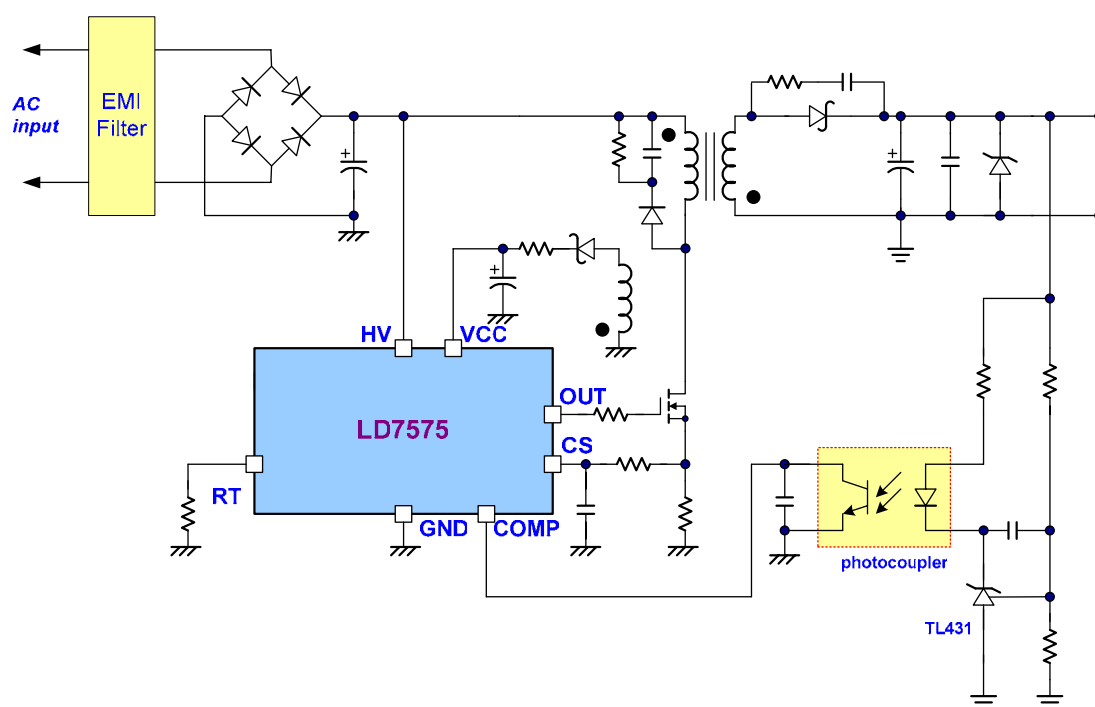 AC
input
EMI
Filter
HV
VCC
OUT
LD7575
CS
RT
GND
COMP
photocoupler
TL431